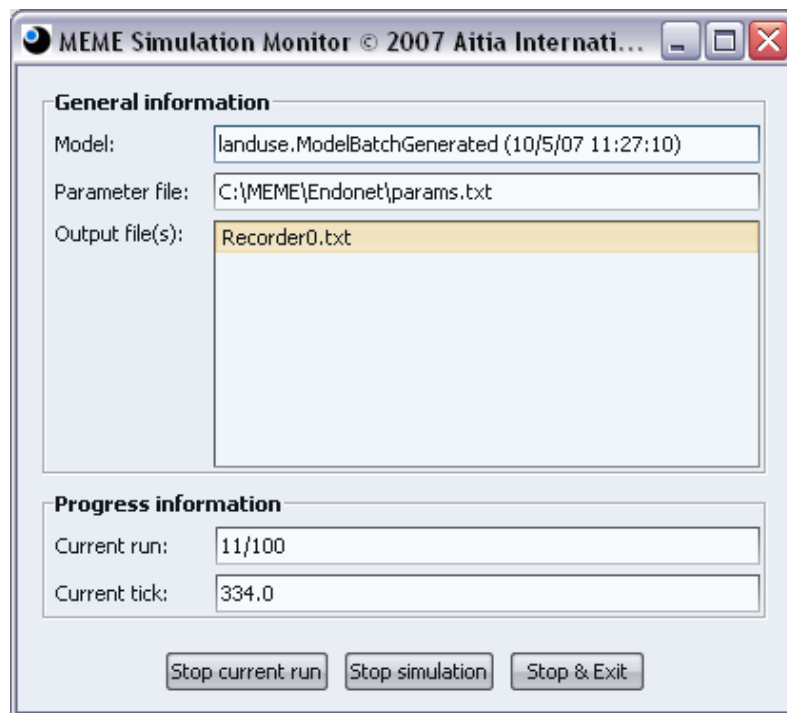 MEME Simulation Monitor © 2007 Aitia Internati...
General information
Model: landuse.ModelBatchGenerated (10/5/07 11:27:10)
Parameter file: C:\MEME\Endonet\params.txt
Output file(s): Recorder0.txt
Progress information
Current run: 11/100
Current tick: 334.0
Stop current run Stop simulation Stop & Exit